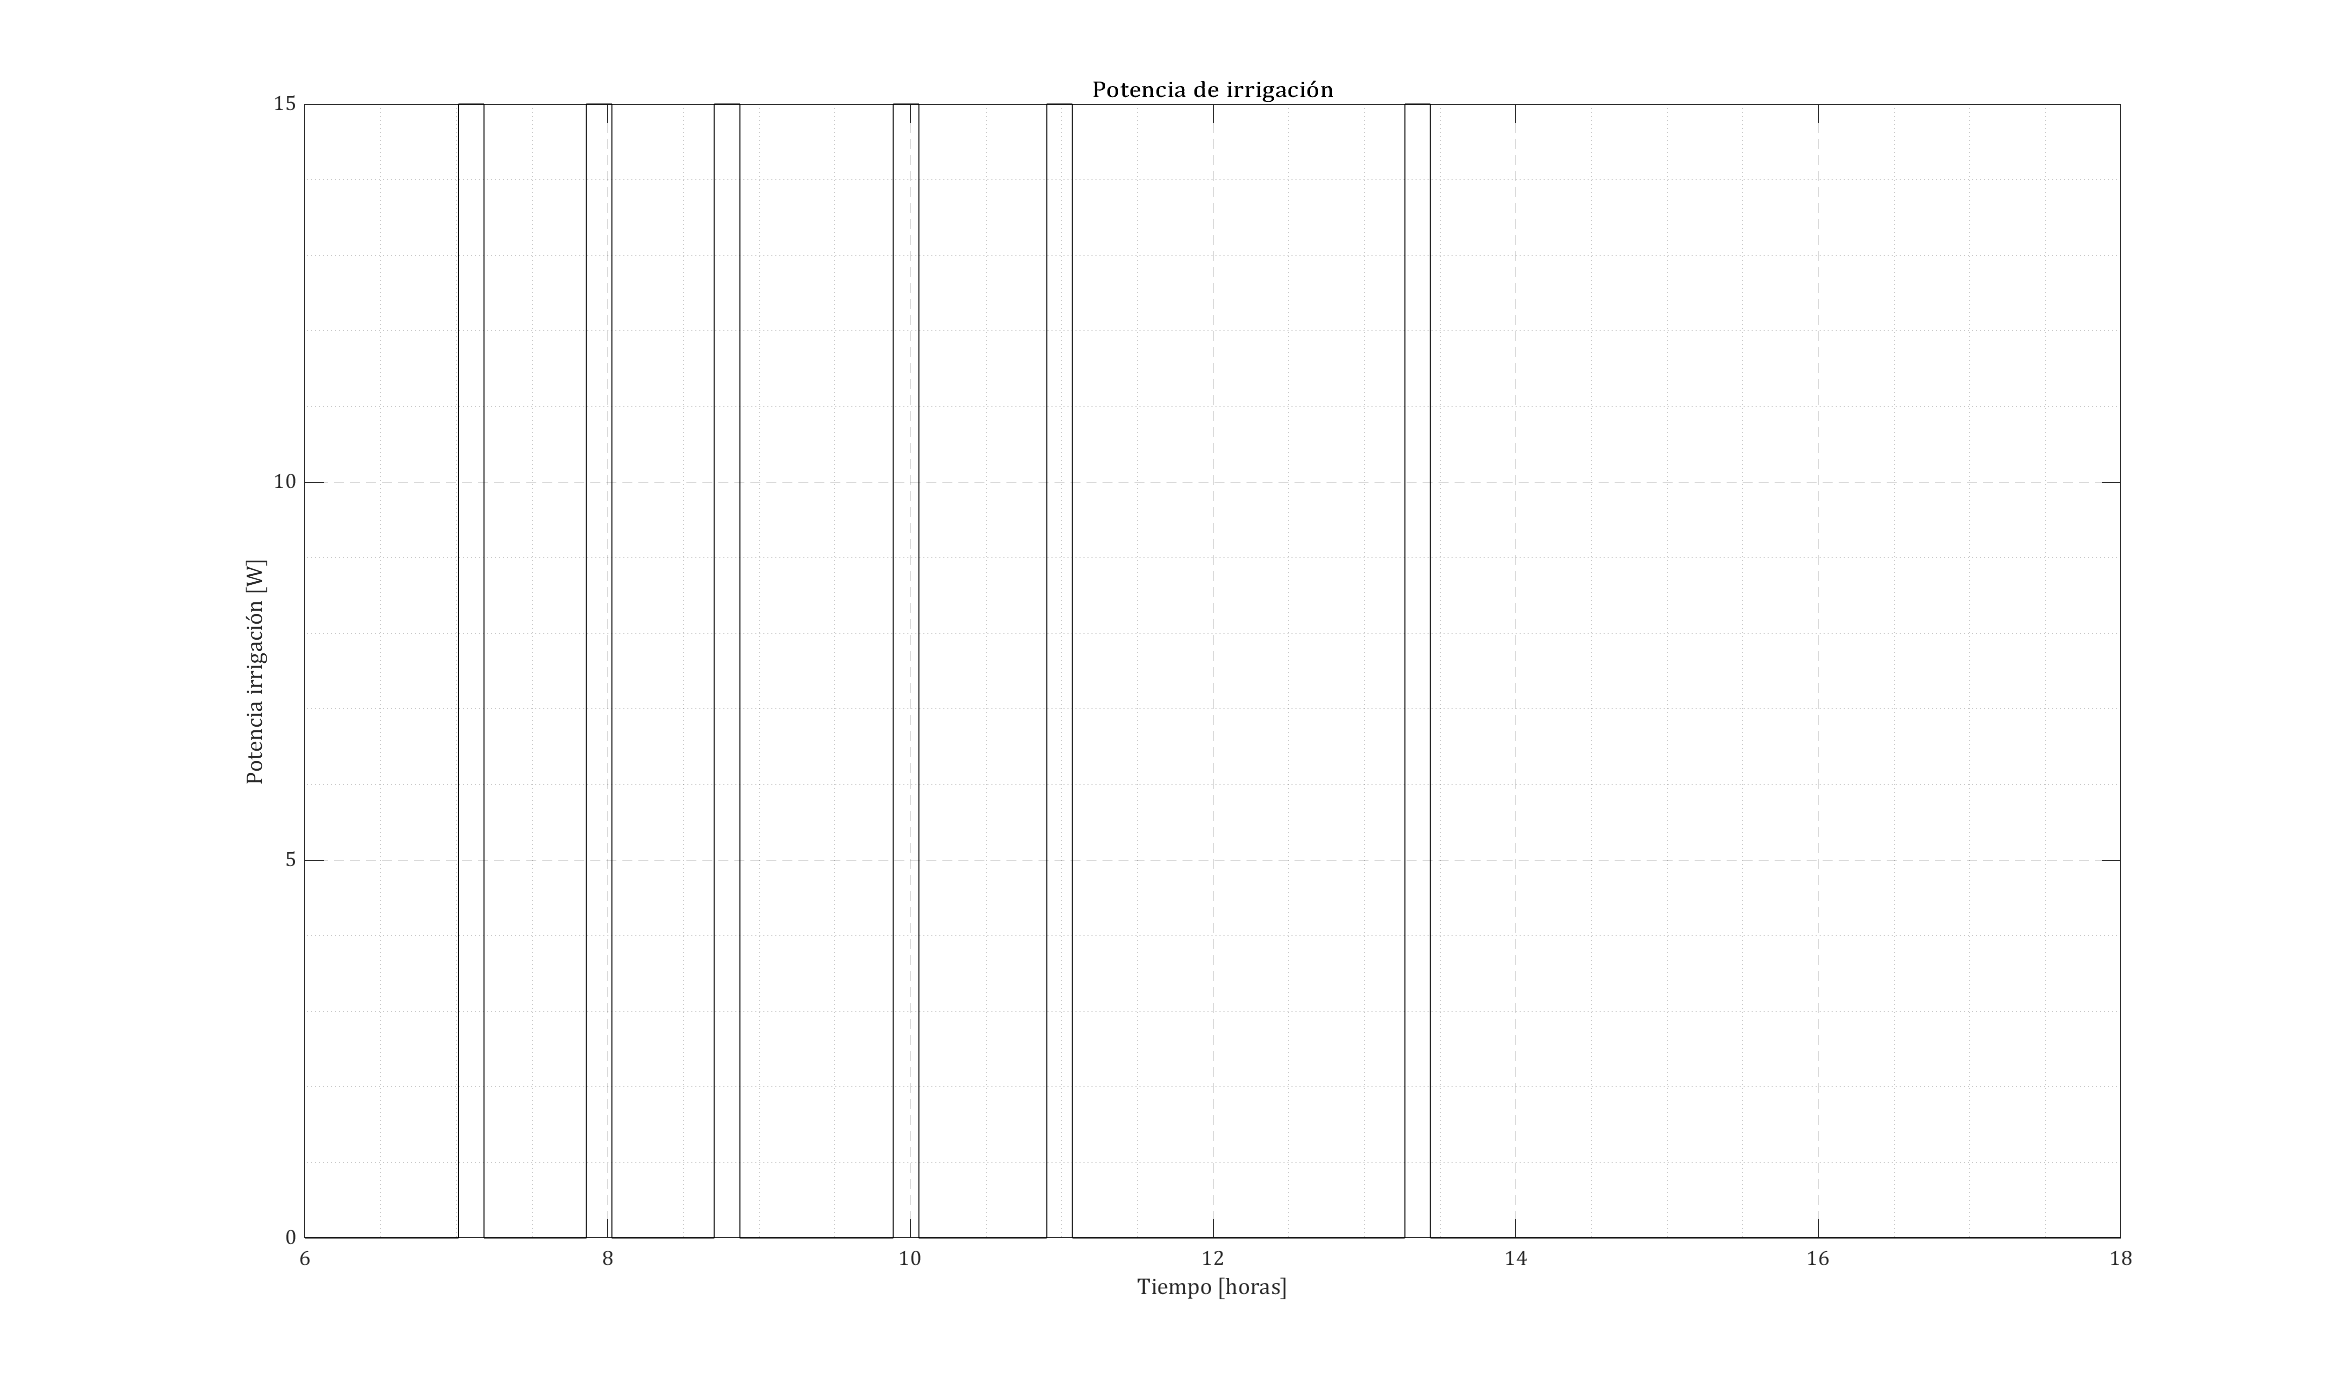 Potencia de irrigación
15
10
5
0
Potencia irrigación [W]
6 8 10 12 14 16 18
Tiempo [horas]